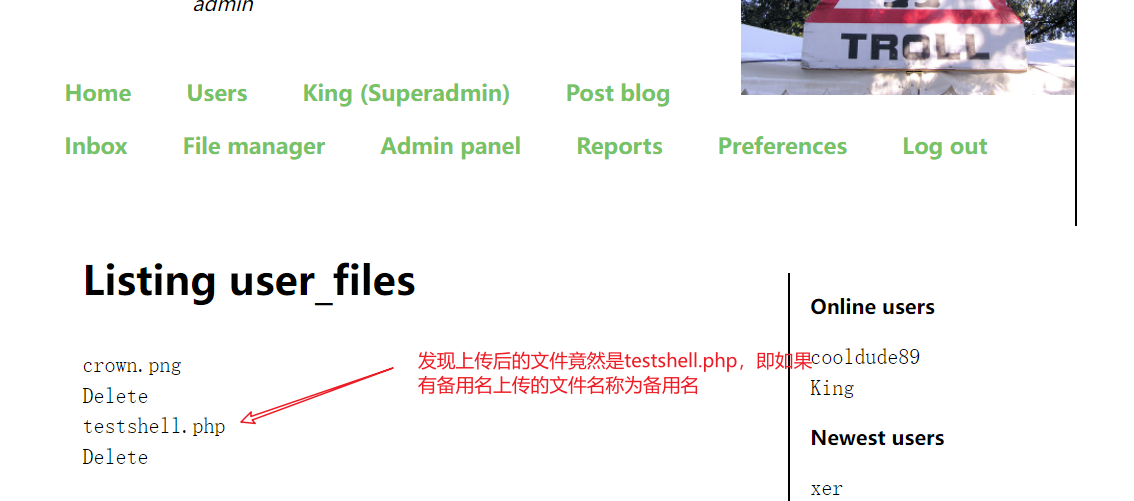 admin
TROLL
Home Users King (Superadmin) Post blog
Inbox File manager Admin panel Reports Preferences Log out
Listing user_files
crown.png
Delete
testshell.php
Delete
发现上传后的文件竟然是testshell.php，即如果
有备用名上传的文件名称为备用名
Online users
cooldude89
King
Newest users
xer